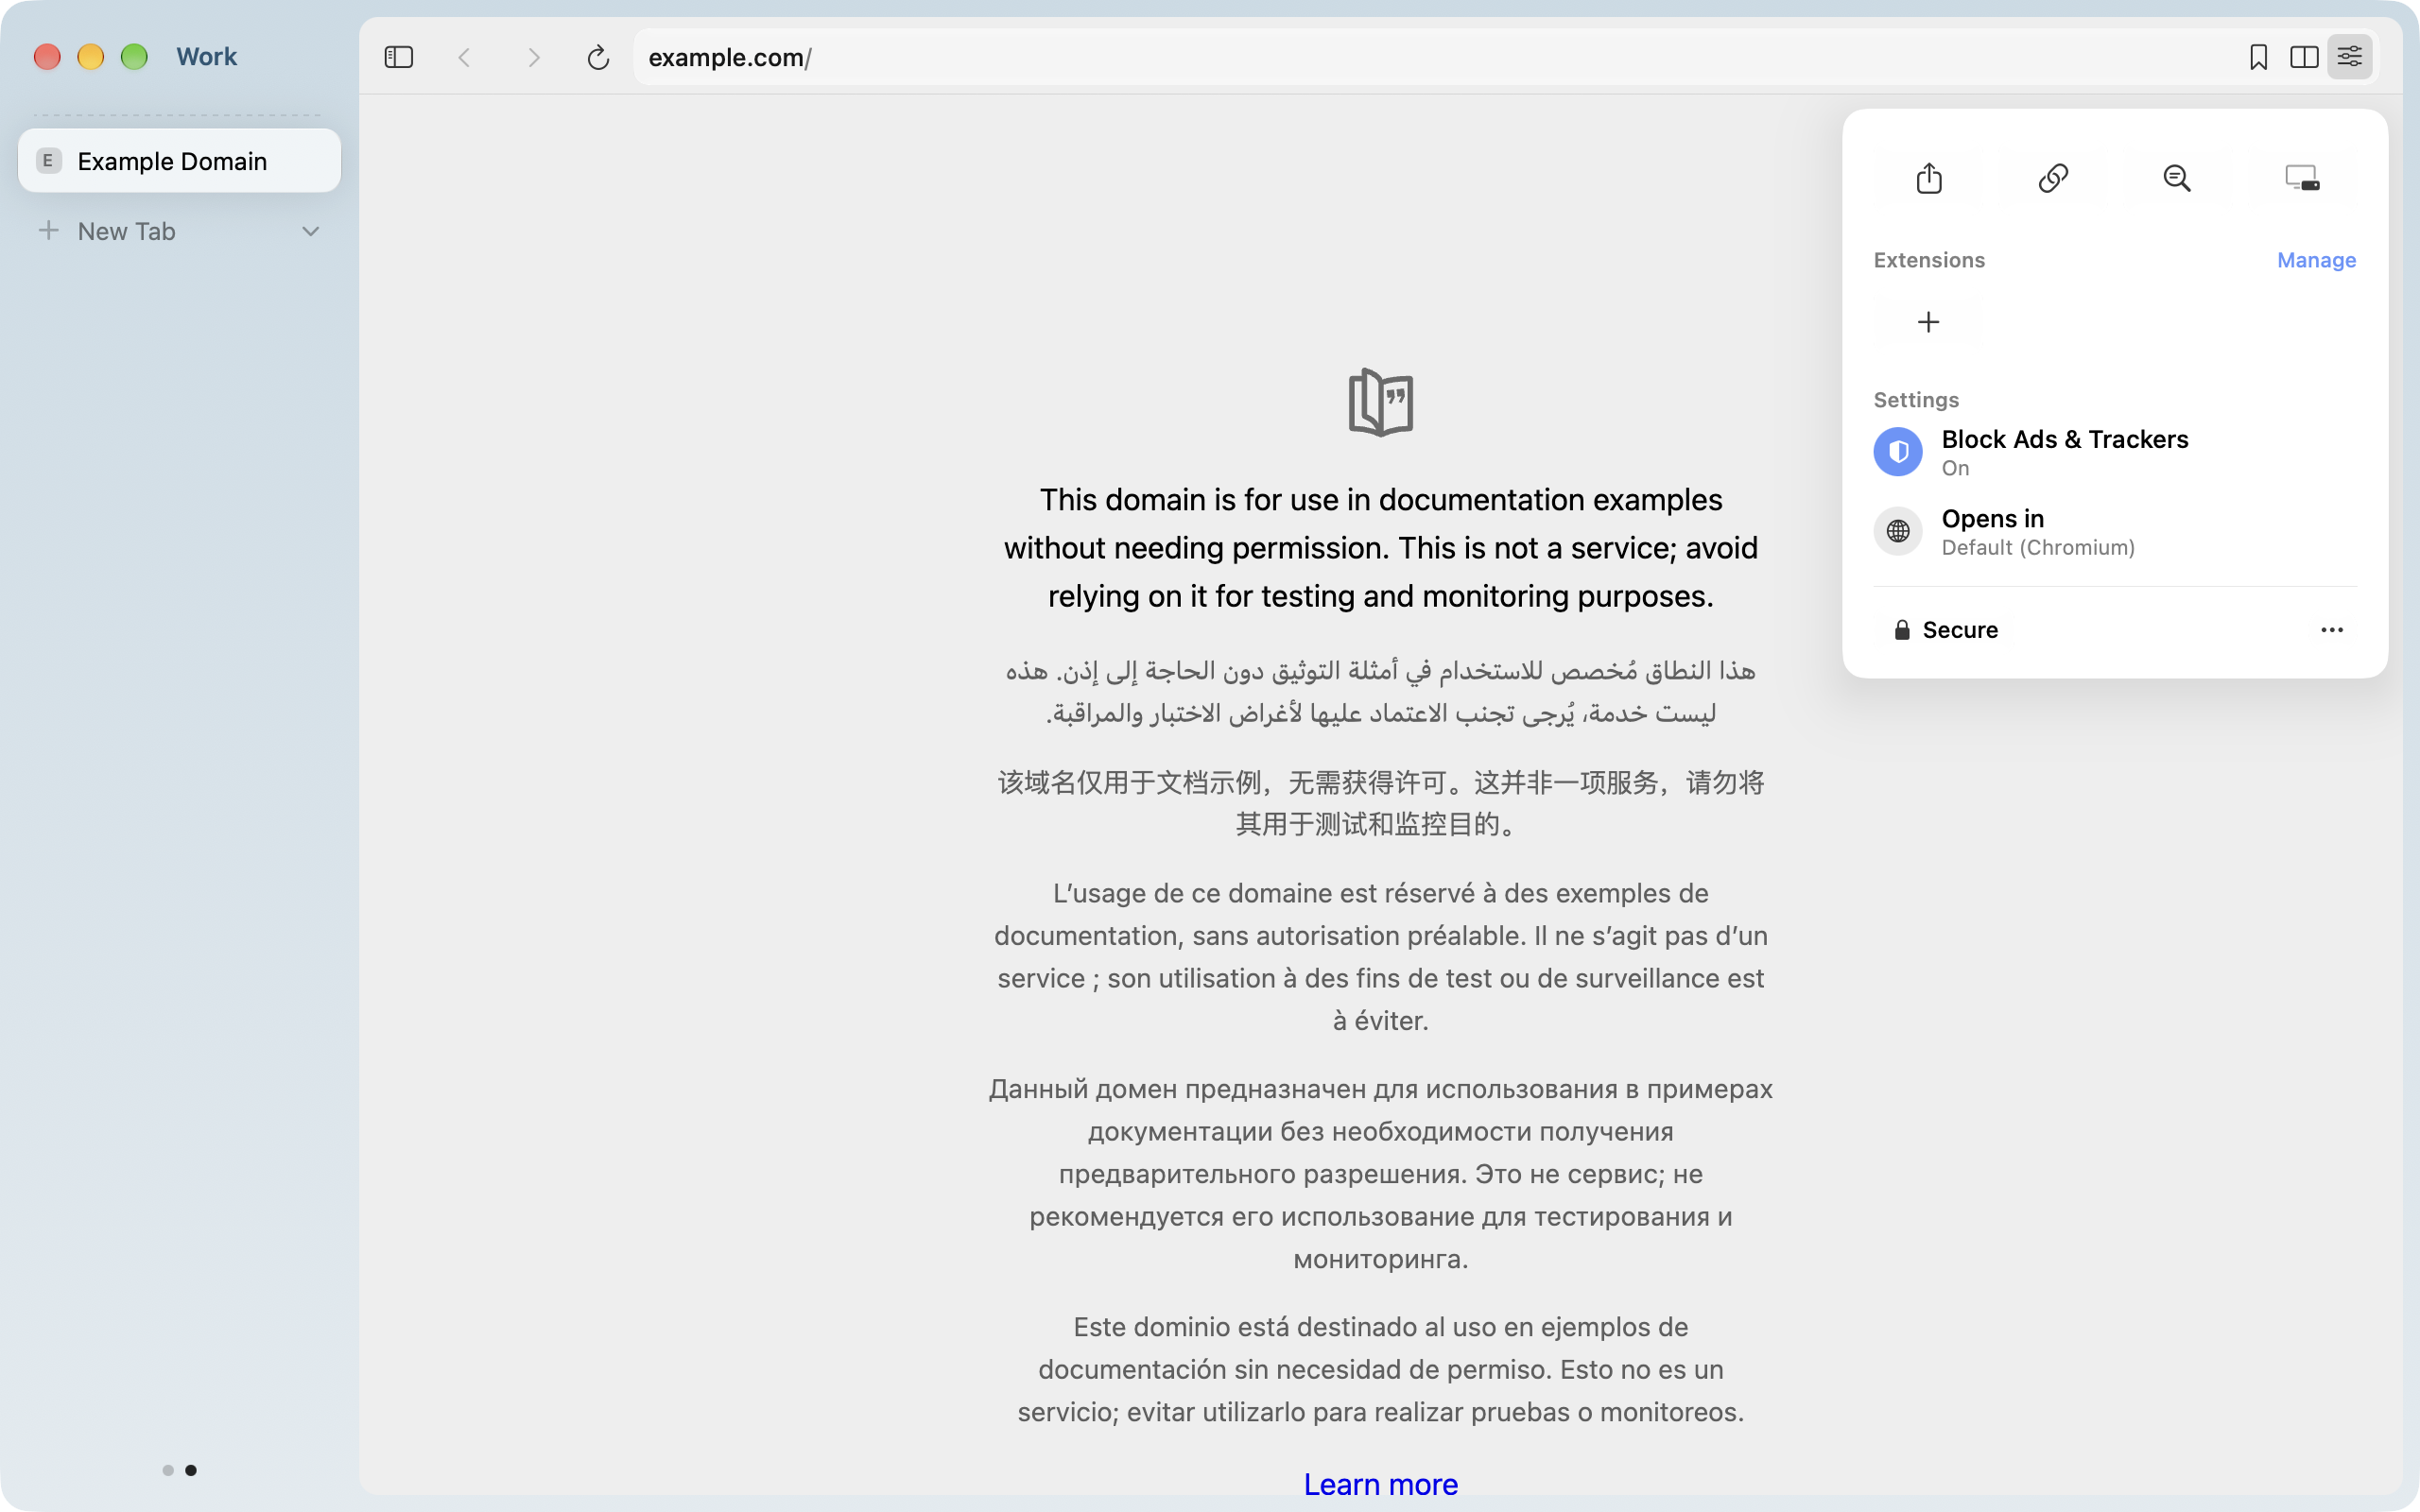 Work
example.com/
E Example Domain
New Tab
Extensions
Manage
Settings
Block Ads & Trackers
On
Opens in
Default (Chromium)
Secure
This domain is for use in documentation examples
without needing permission. This is not a service; avoid
relying on it for testing and monitoring purposes.
هذا النطاق مُخصص للاستخدام في أمثلة التوثيق دون الحاجة إلى إذن. هذه
ليست خدمة، يُرجى تجنب الاعتماد عليها لأغراض الاختبار والمراقبة.
该域名仅用于文档示例，无需获得许可。这并非一项服务，请勿将
其用于测试和监控目的。
L’usage de ce domaine est réservé à des exemples de
documentation, sans autorisation préalable. Il ne s’agit pas d’un
service ; son utilisation à des fins de test ou de surveillance est
à éviter.
Данный домен предназначен для использования в примерах
документации без необходимости получения
предварительного разрешения. Это не сервис; не
рекомендуется его использование для тестирования и
мониторинга.
Este dominio está destinado al uso en ejemplos de
documentación sin necesidad de permiso. Esto no es un
servicio; evitar utilizarlo para realizar pruebas o monitoreos.
Learn more